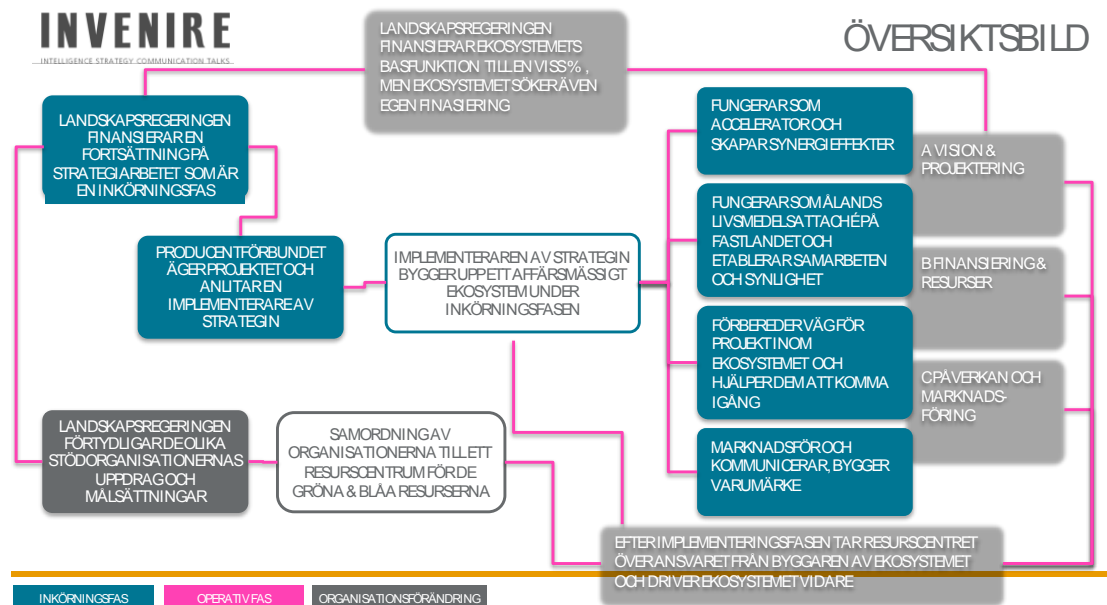 INVENIRE
INTELLIGENCE STRATEGY COMMUNICATION TALKS
ÖVERSIKTSBILD
LANDSKAPSREGERINGEN
FINANSIERAR EKOSYSTEMETS
BASFUNKTION TILL EN VISS %,
MEN EKOSYSTEMET SÖKER ÄVEN
EGEN FINASIERING
LANDSKAPSREGERINGEN
FINANSIERAR EN
FORTSÄTTNING PÅ
STRATEGIARBETET SOM ÄR
EN INKÖRNINGSFAS
PRODUCENTFÖRBUNDET
ÄGER PROJEKTET OCH
ANLITAR EN
IMPLEMENTERARE AV
STRATEGIN
IMPLEMENTERAREN AV STRATEGIN
BYGGER UPP ETT AFFÄRSMÄSSIGT
EKOSYSTEM UNDER
INKÖRNINGSFASEN
FUNGERAR SOM
ACCELERATOR OCH
SKAPAR SYNERGIEFFEKTER
FUNGERAR SOM ÅLANDS
LIVSMEDELSATTACHÉ PÅ
FASTLANDET OCH
ETABLERAR SAMARBETEN
OCH SYNLIGHET
FÖRBEREDER VÄG FÖR
PROJEKT INOM
EKOSYSTEMET OCH
HJÄLPER DEM ATT KOMMA
IGÅNG
MARKNADSFÖR OCH
KOMMUNICERAR, BYGGER
VARUMÄRKE
A VISION &
PROJEKTERING
B FINANSIERING &
RESURSER
C PÅVERKAN OCH
MARKNADS-
FÖRING
LANDSKAPSREGERINGEN
FÖRTYDLIGAR DE OLIKA
STÖDORGANISATIONERNAS
UPPDRAG OCH
MÅLSÄTTNINGAR
SAMORDNING AV
ORGANISATIONERNA TILL ETT
RESURSCENTRUM FÖR DE
GRÖNA & BLÅA RESURSERNA
EFTER IMPLEMENTERINGSFASEN TAR RESURSCENTRET
ÖVER ANSVARET FRÅN BYGGAREN AV EKOSYSTEMET
OCH DRIVER EKOSYSTEMET VIDARE
INKÖRNINGSFAS
OPERATIV FAS
ORGANISATIONSFÖRÄNDRING